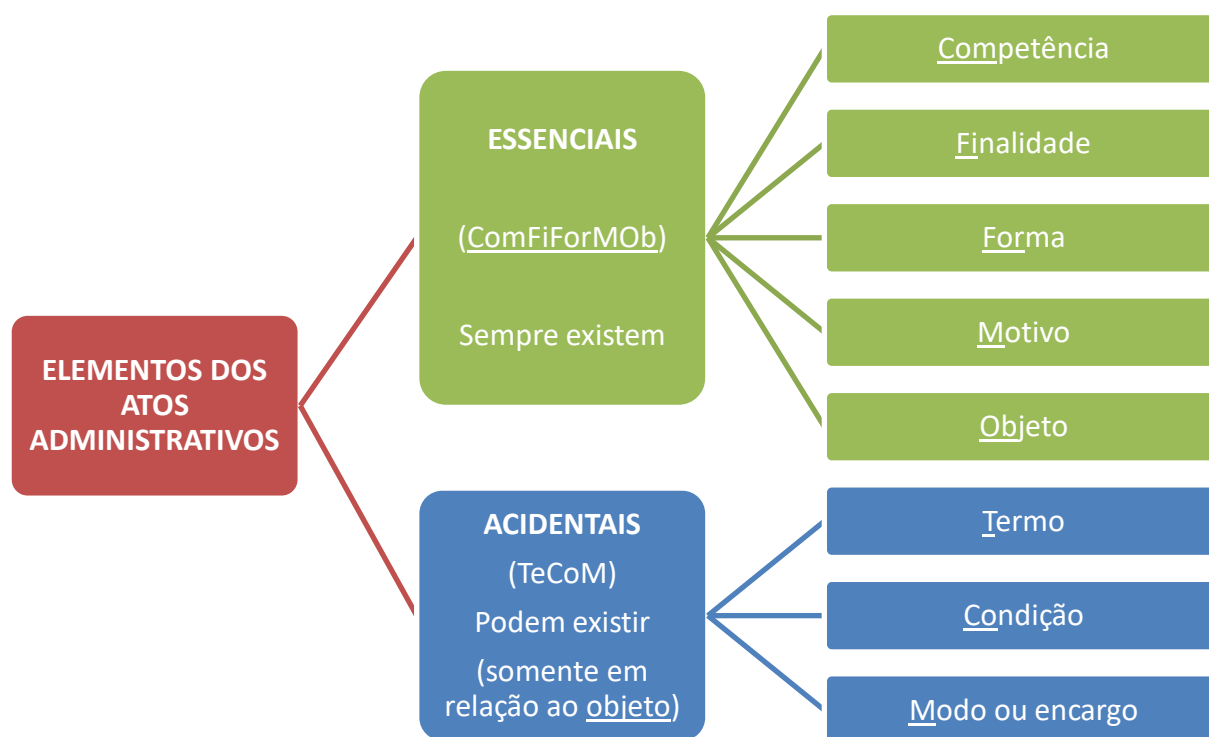 ELEMENTOS DOS
ATOS
ADMINISTRATIVOS
ESSENCIAIS
(ComFiForMOb)
Sempre existem
Competência
Finalidade
Forma
Motivo
Objeto
ACIDENTAIS
(TeCoM)
Podem existir
(somente em
relação ao objeto)
Termo
Condição
Modo ou encargo